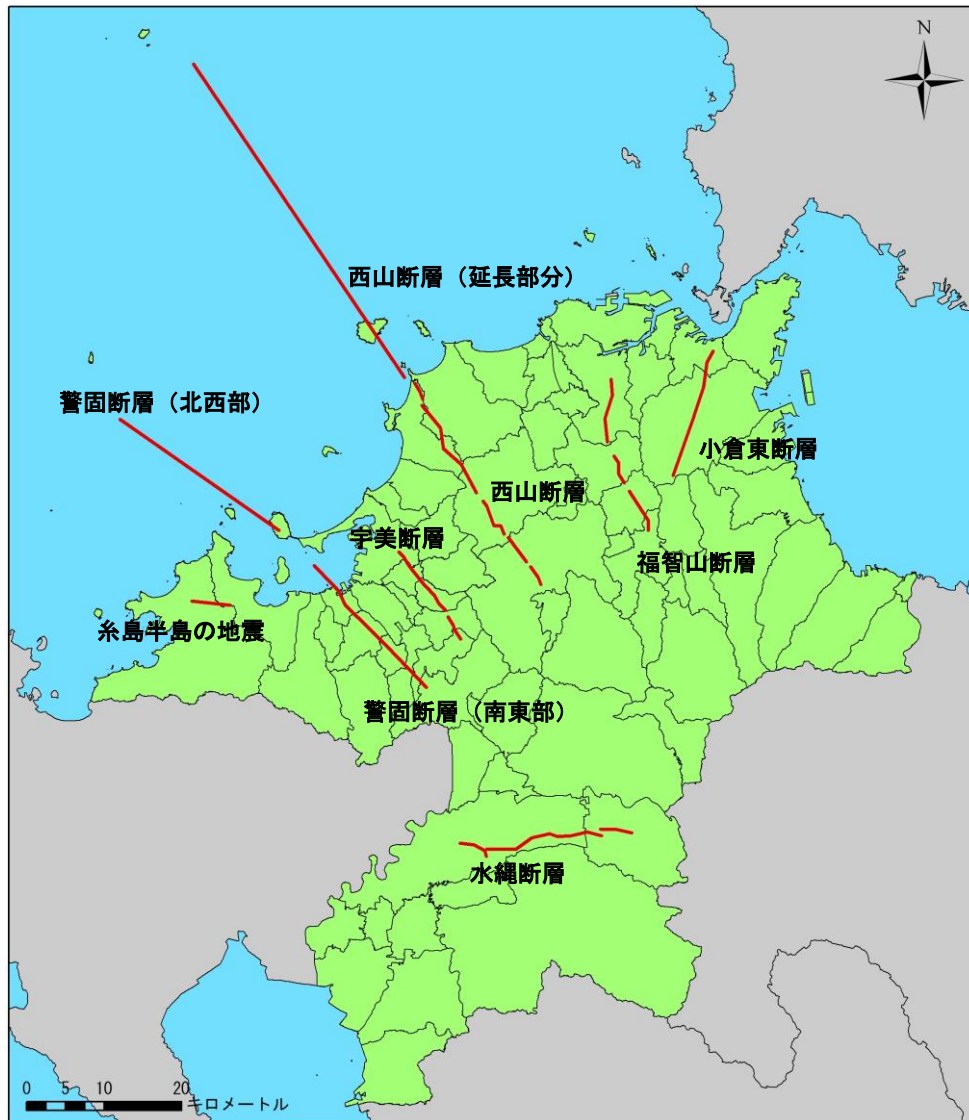 N
西山断層（延長部分）
警固断層（北西部）
小倉東断層
西山断層
宇美断層
福智山断層
糸島半島の地震
警固断層（南東部）
水縄断層
0 5 10 20
キロメートル